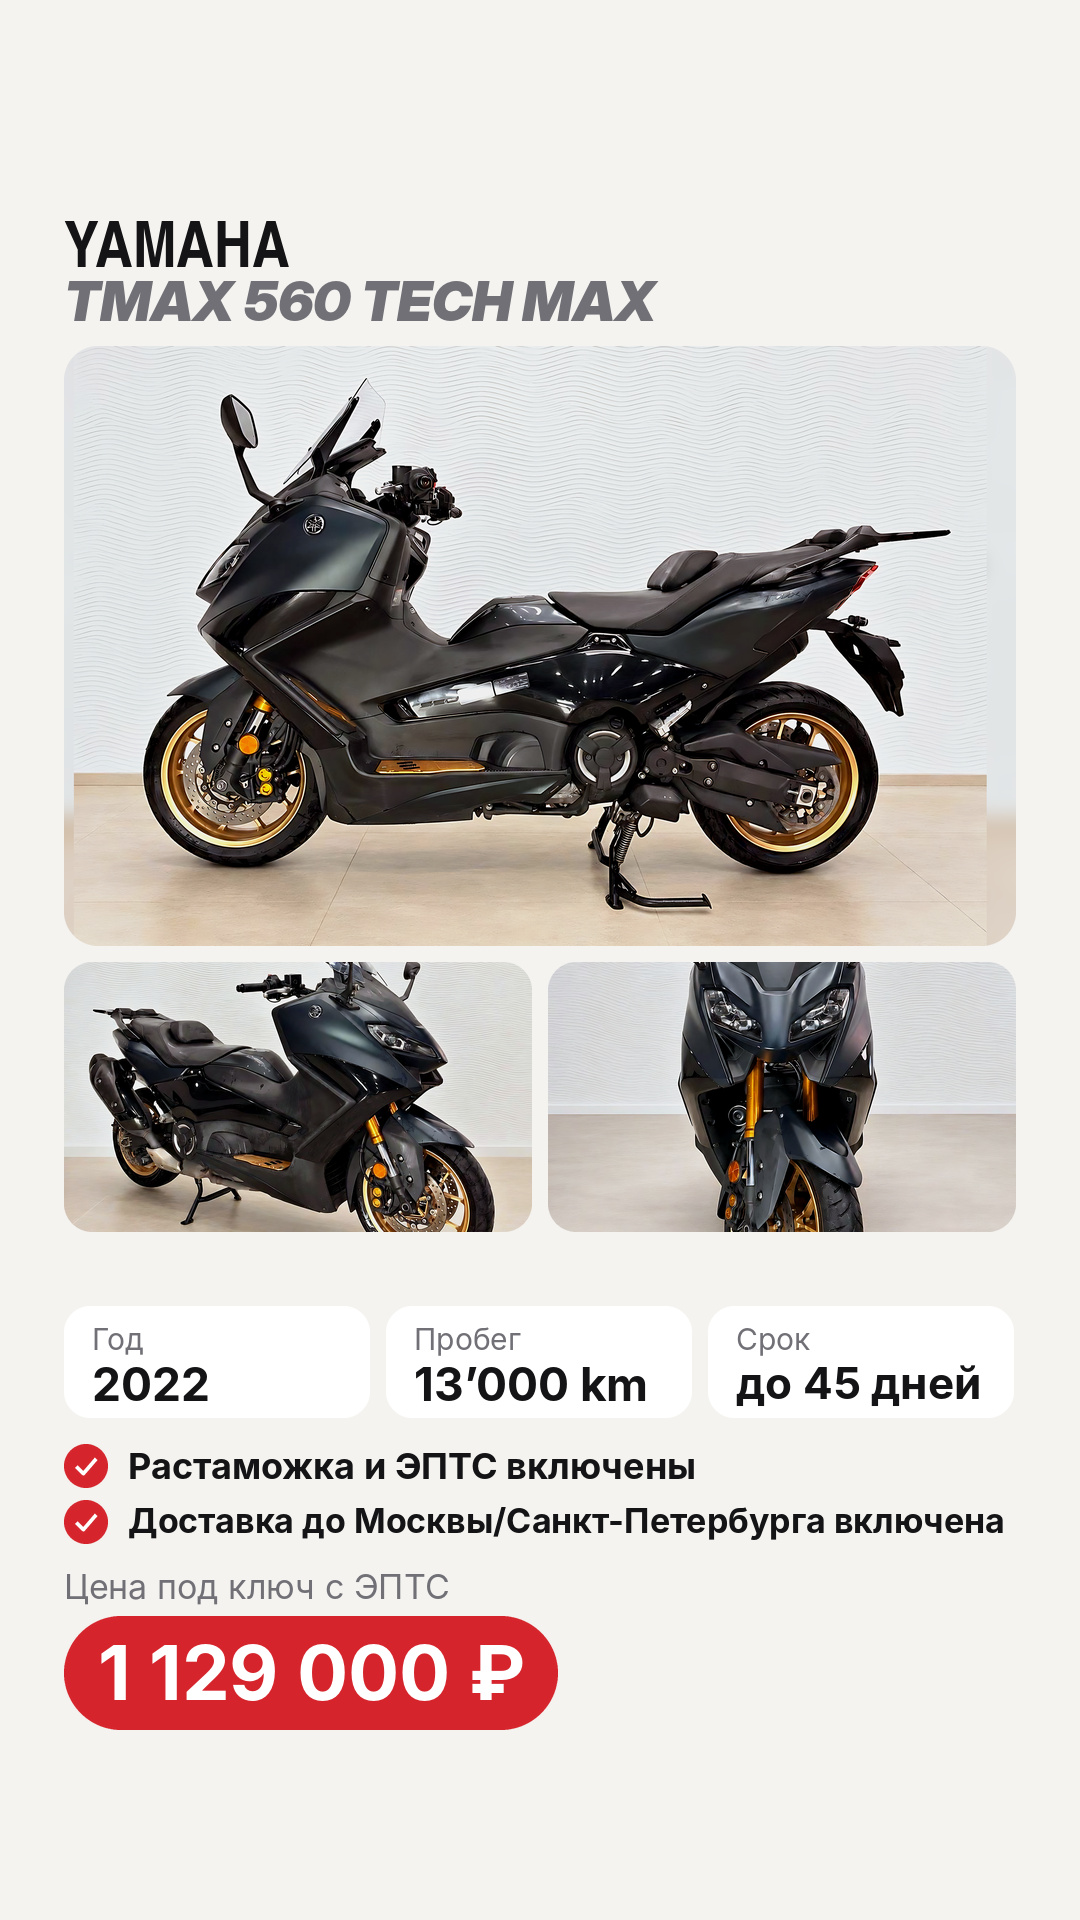 YAMAHA
TMAX 560 TECH MAX
Год
2022
Пробег
13’000 km
Срок
до 45 дней
Растаможка и ЭПТС включены
Доставка до Москвы/Санкт-Петербурга включена
Цена под ключ с ЭПТС
1 129 000 ₽